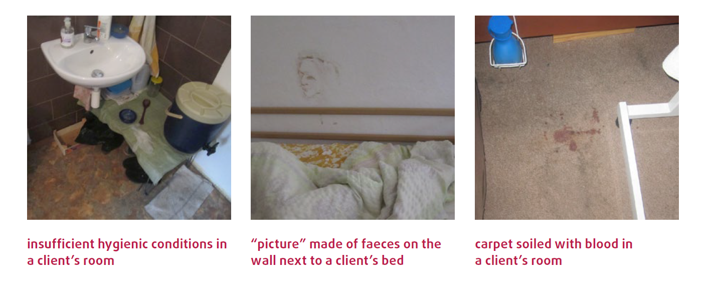 insufficient hygienic conditions in
a client's room
“picture” made of faeces on the
wall next to a client's bed
carpet soiled with blood in
a client's room